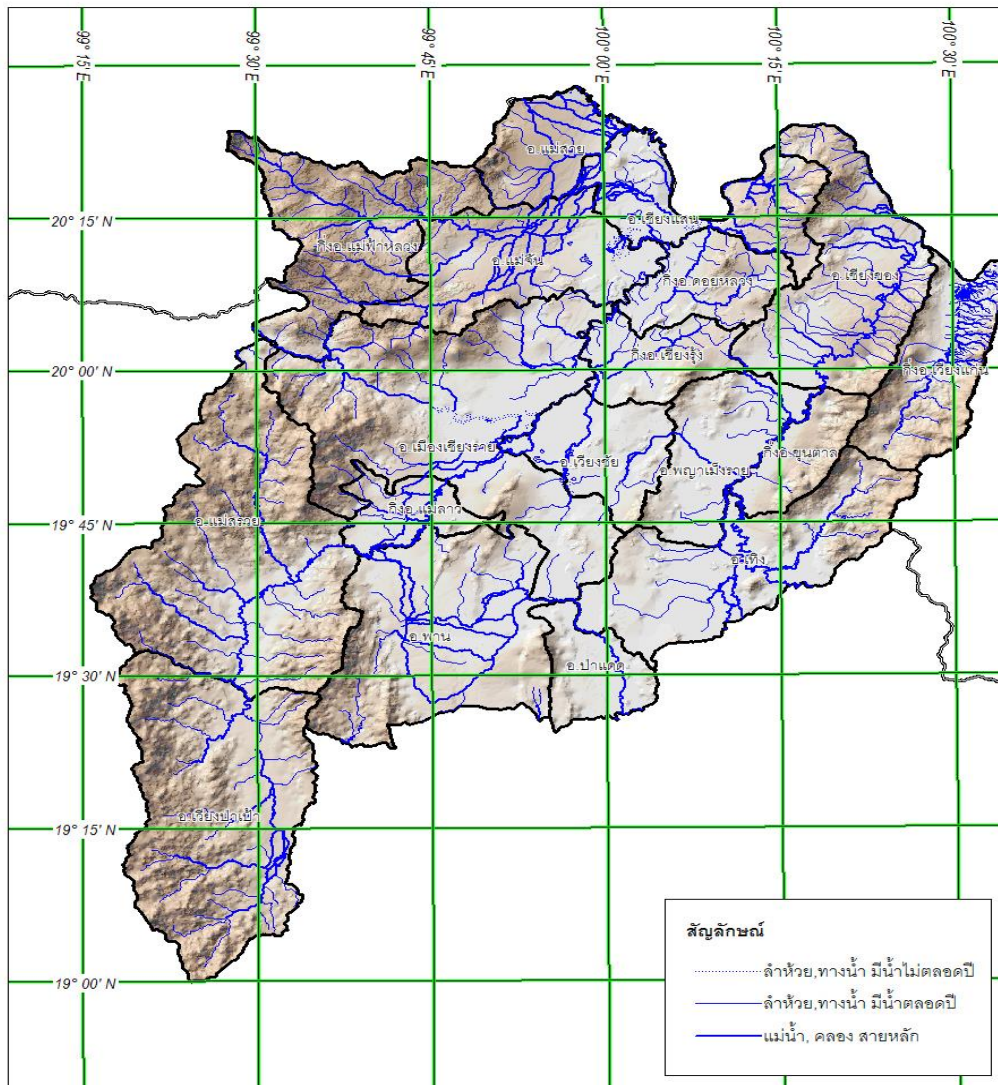 99° 15' E
99° 30' E
99° 45' E
100° 00' E
100° 15' E
100° 30' E
อ.แม่สาย
20° 15' N
อ.เชียงแสน
กิ่งอ.แม่ฟ้าหลวง
อ.แม่จัน
กิ่งอ.ดอยหลวง
อ.เชียงของ
กิ่งอ.เชียงรุ้ง
20° 00' N
กิ่งอ.เวียงแก่น
อ.เมืองเชียงราย
อ.เวียงชัย
อ.พญาเม็งราย
กิ่งอ.ขุนตาล
กิ่งอ.แม่ลาว
19° 45' N
อ.แม่สรวย
อ.เทิง
อ.พาน
อ.ป่าแดด
19° 30' N
อ.เวียงป่าเป้า
19° 15' N
19° 00' N
สัญลักษณ์
ลำห้วย,ทางน้ำ มีน้ำไม่ตลอดปี
ลำห้วย,ทางน้ำ มีน้ำตลอดปี
แม่น้ำ, คลอง สายหลัก